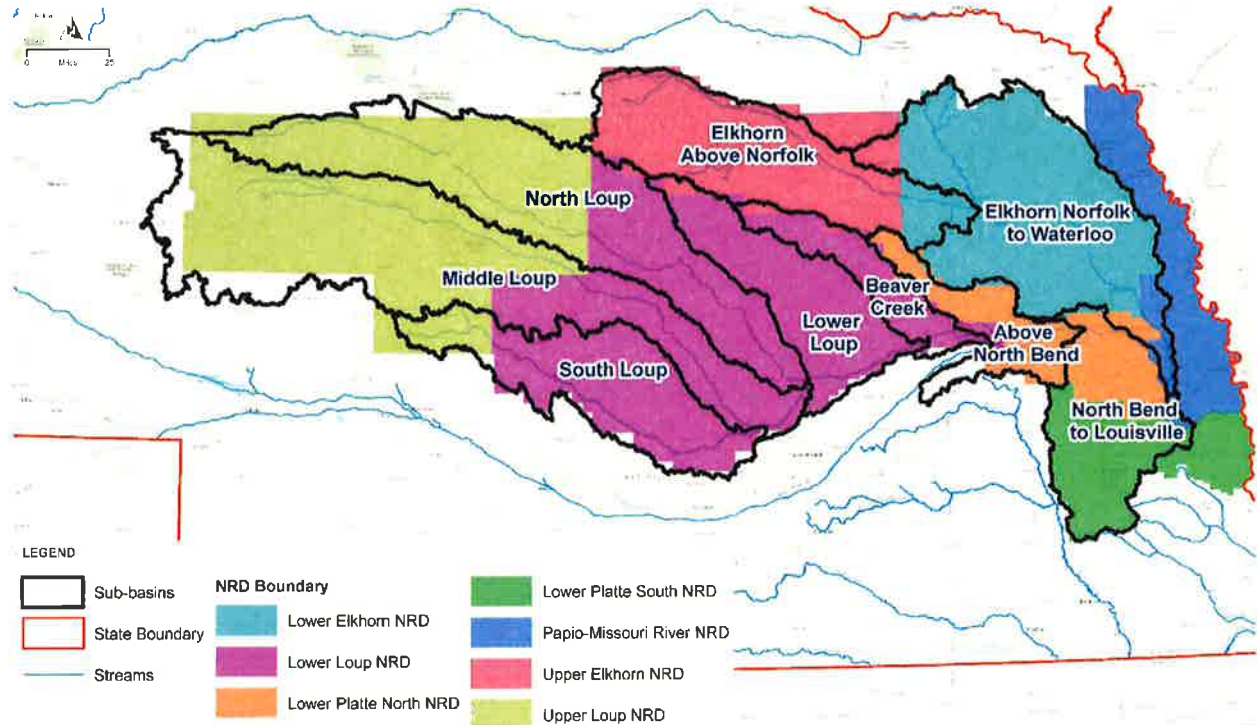 0 Miles 25
Elkhorn
Above Norfolk
North Loup
Elkhorn Norfolk
to Waterloo
Middle Loup
Beaver
Creek
Lower
Loup
Above
North Bend
South Loup
North Bend
to Louisville
LEGEND
Sub-basins
State Boundary
Streams
NRD Boundary
Lower Elkhorn NRD
Lower Loup NRD
Lower Platte North NRD
Lower Platte South NRD
Papio-Missouri River NRD
Upper Elkhorn NRD
Upper Loup NRD